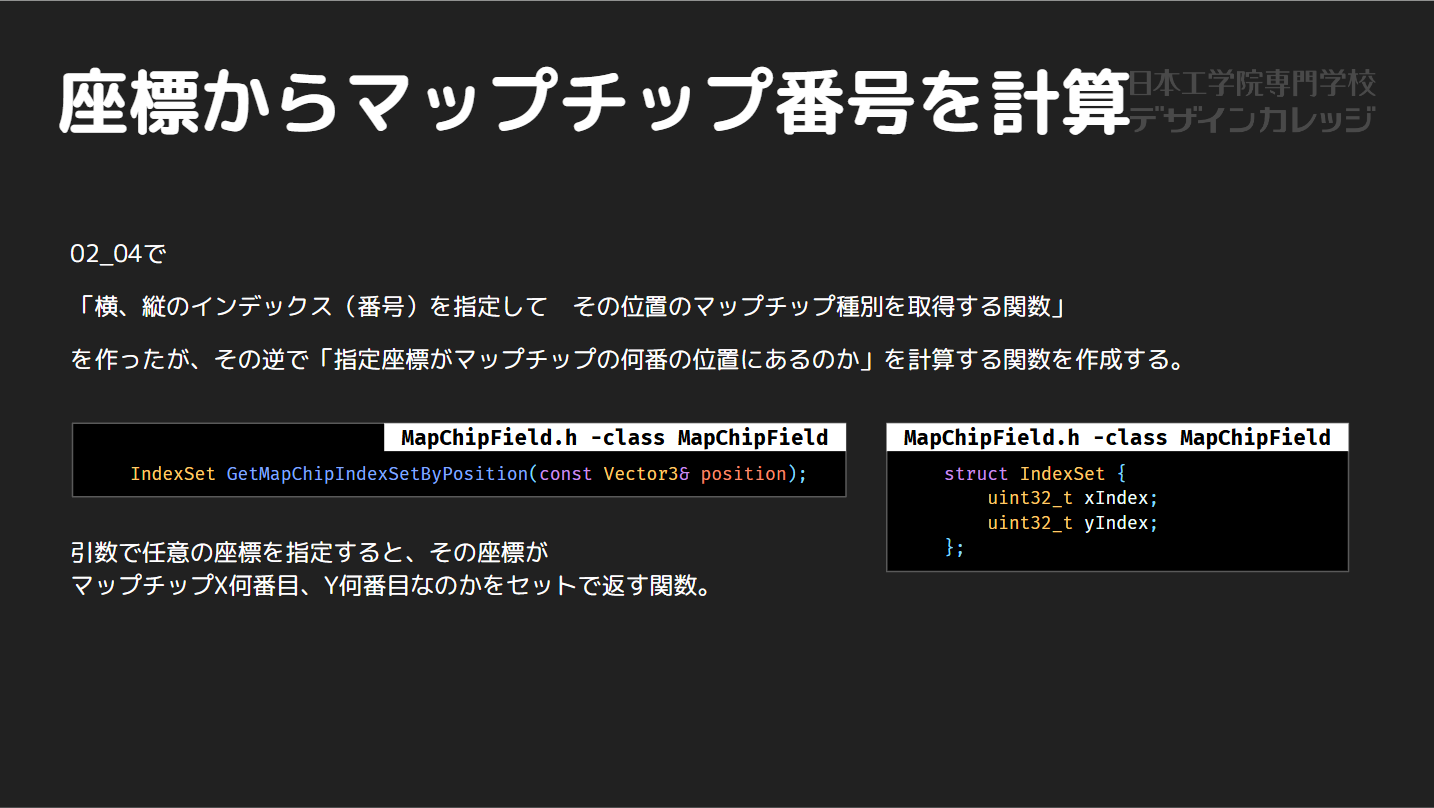 座標からマップチップ番号を計算
日本工学院専門学校
デザインカレッジ
02_04で
「横、縦のインデックス（番号）を指定して　その位置のマップチップ種別を取得する関数」
を作ったが、その逆で「指定座標がマップチップの何番の位置にあるのか」を計算する関数を作成する。
MapChipField.h -class MapChipField
IndexSet GetMapChipIndexSetByPosition(const Vector3& position);
MapChipField.h -class MapChipField
struct IndexSet {
    uint32_t xIndex;
    uint32_t yIndex;
};
引数で任意の座標を指定すると、その座標が
マップチップX何番目、Y何番目なのかをセットで返す関数。